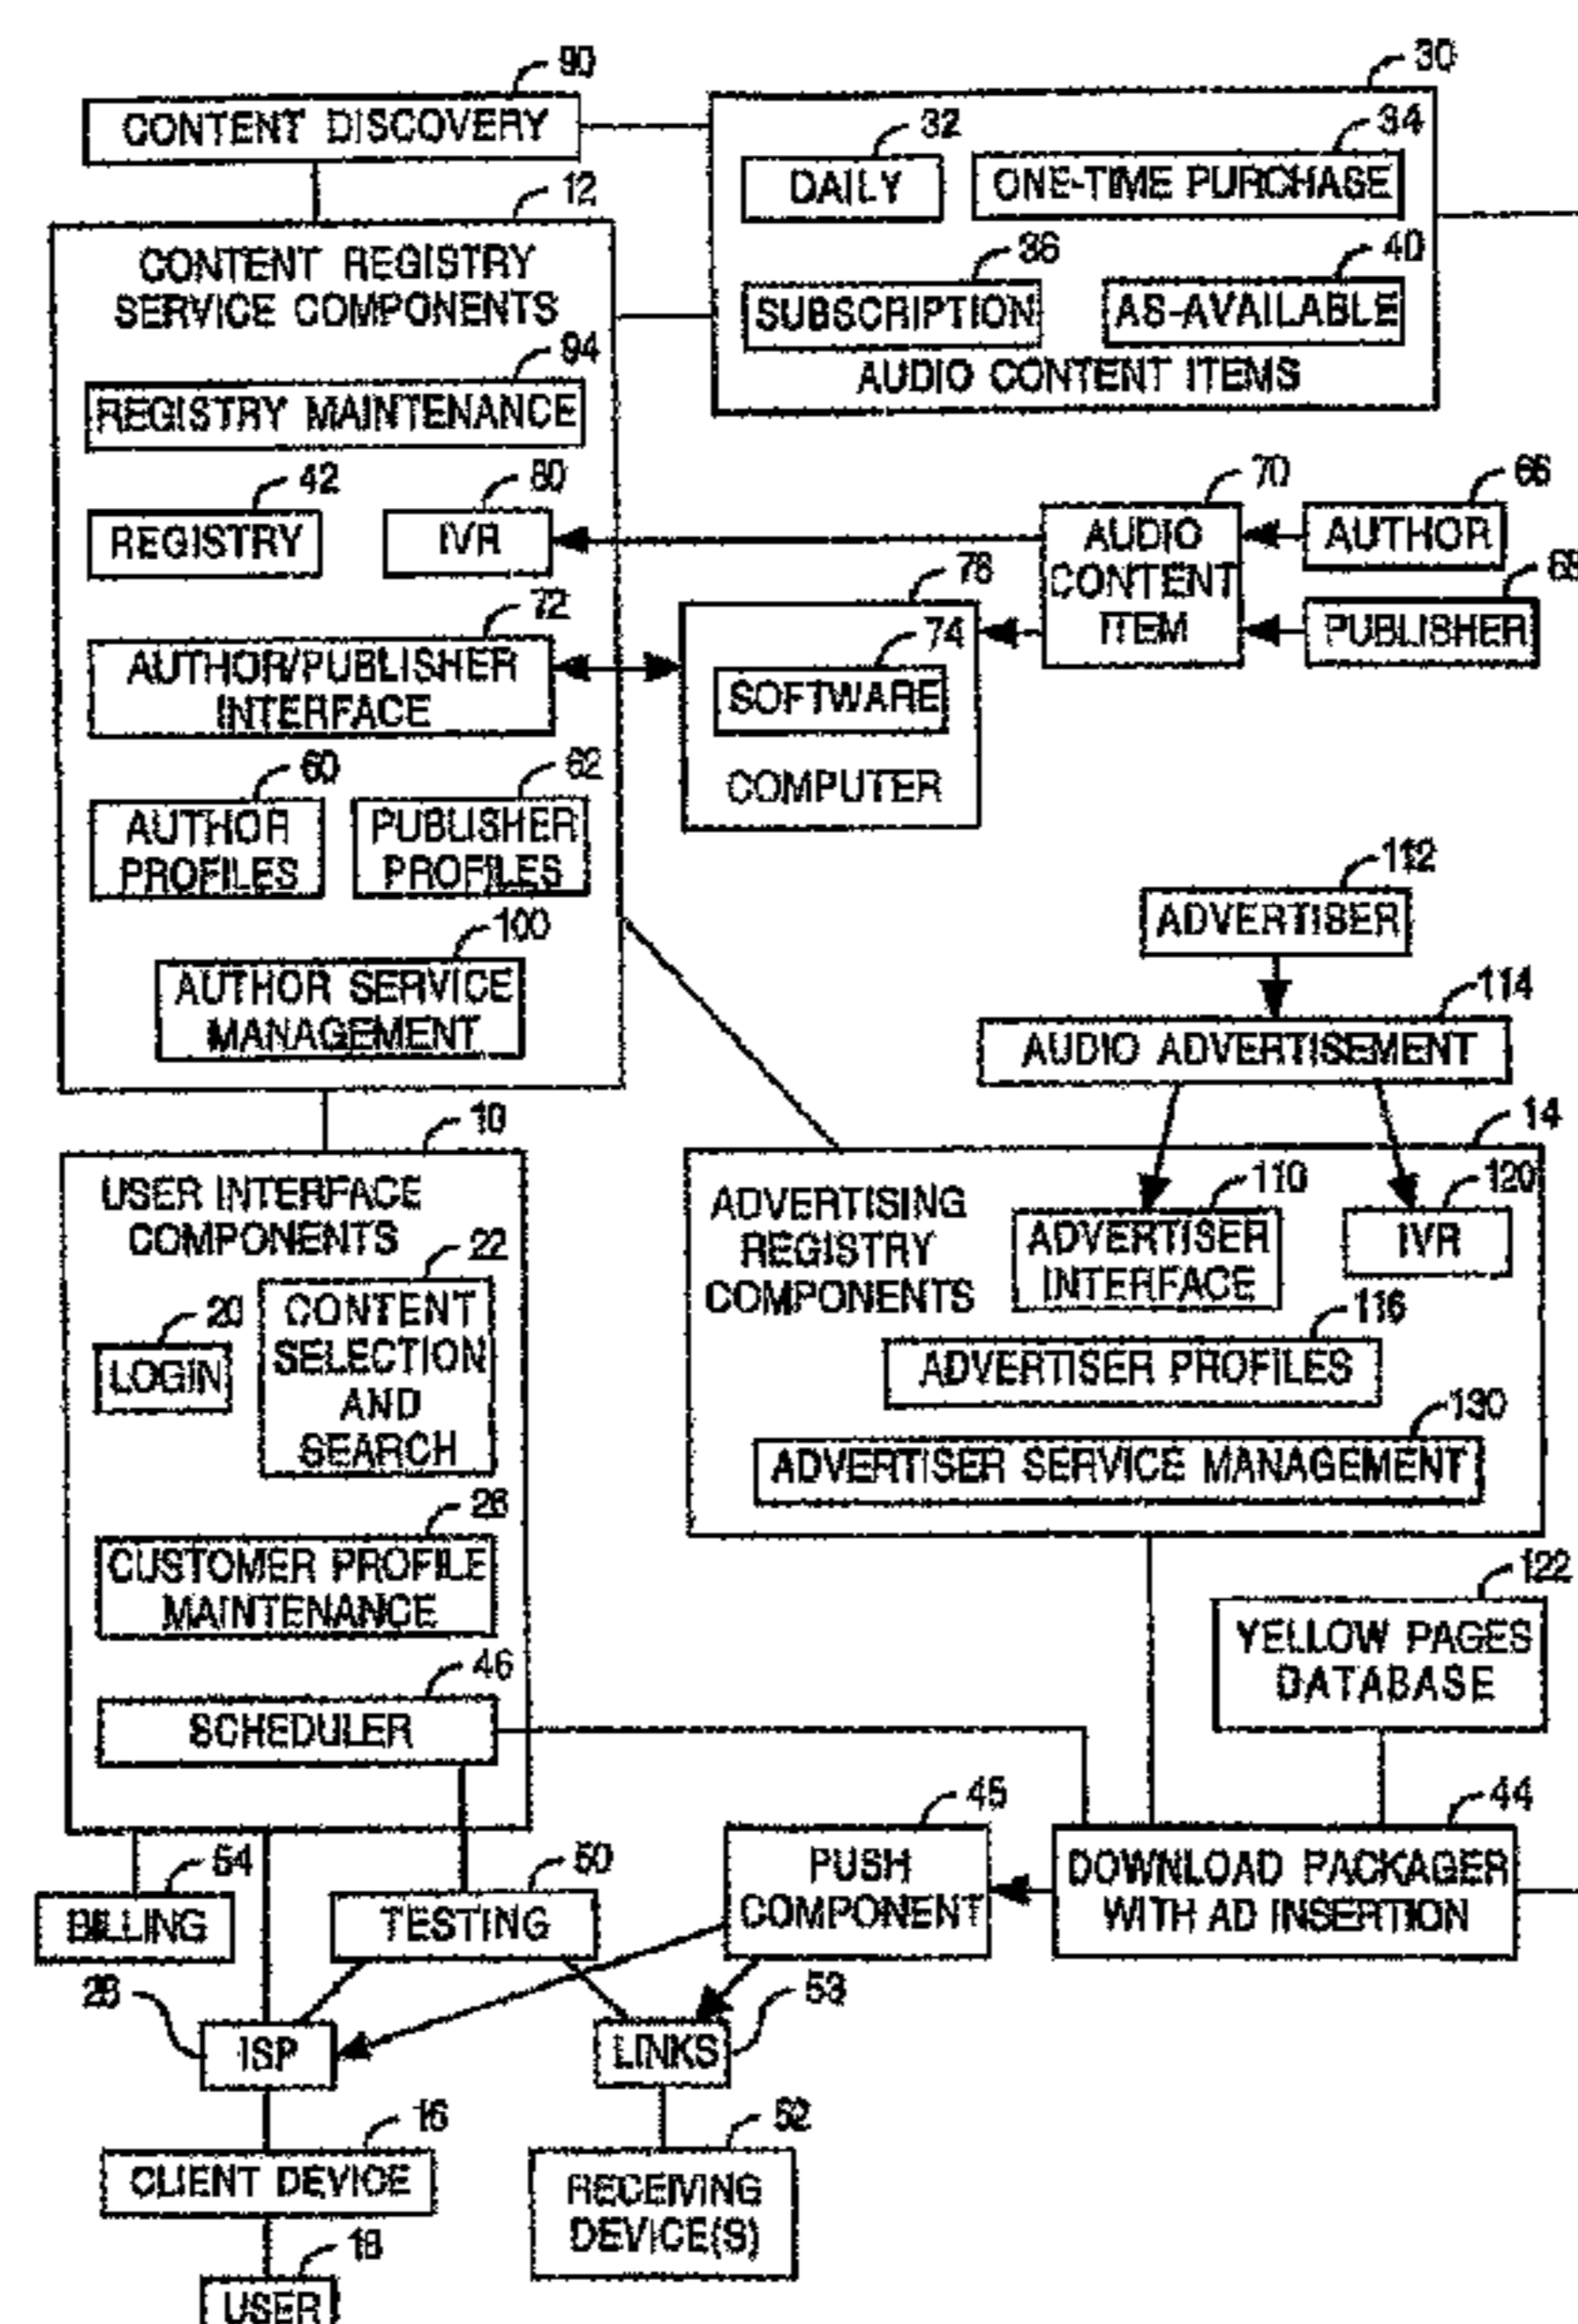 90
CONTENT DISCOVERY
30
32
DAILY
34
ONE-TIME PURCHASE
36
SUBSCRIPTION
40
AS-AVAILABLE
AUDIO CONTENT ITEMS
12
CONTENT REGISTRY
SERVICE COMPONENTS
94
REGISTRY MAINTENANCE
42
REGISTRY
80
IVR
70
AUDIO
CONTENT
ITEM
66
AUTHOR
68
PUBLISHER
72
AUTHOR/PUBLISHER
INTERFACE
78
74
SOFTWARE
COMPUTER
60
AUTHOR
PROFILES
62
PUBLISHER
PROFILES
100
AUTHOR SERVICE
MANAGEMENT
112
ADVERTISER
114
AUDIO ADVERTISEMENT
10
USER INTERFACE
COMPONENTS
20
LOGIN
22
CONTENT
SELECTION
AND
SEARCH
26
CUSTOMER PROFILE
MAINTENANCE
46
SCHEDULER
14
ADVERTISING
REGISTRY
COMPONENTS
110
ADVERTISER
INTERFACE
120
IVR
116
ADVERTISER PROFILES
130
ADVERTISER SERVICE MANAGEMENT
122
YELLOW PAGES
DATABASE
54
BILLING
50
TESTING
45
PUSH
COMPONENT
44
DOWNLOAD PACKAGER
WITH AD INSERTION
ISP
LINKS
16
CLIENT DEVICE
52
RECEIVING
DEVICE(S)
18
USER